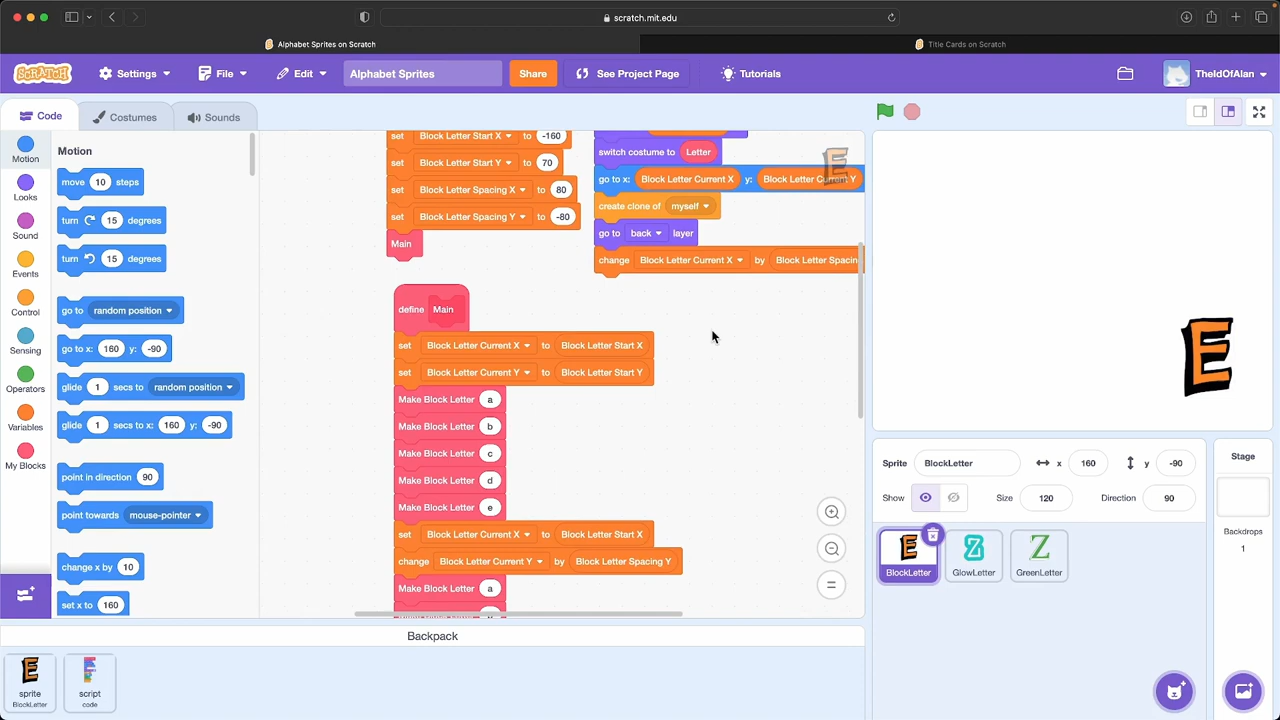 scratch.mit.edu
Alphabet Sprites on Scratch
Title Cards on Scratch
SCRATCH
Settings
File
Edit
Alphabet Sprites
Share
See Project Page
Tutorials
TheIdOfAlan
Code
Costumes
Sounds
Motion
Looks
Sound
Events
Control
Sensing
Operators
Variables
My Blocks
Motion
move 10 steps
turn 15 degrees
turn 15 degrees
go to random position
go to x: 160 y: -90
glide 1 secs to random position
glide 1 secs to x: 160 y: -90
point in direction 90
point towards mouse-pointer
change x by 10
set x to 160
set Block Letter Start X to -160
set Block Letter Start Y to 70
set Block Letter Spacing X to 80
set Block Letter Spacing Y to -80
Main
switch costume to Letter
go to x: Block Letter Current X y: Block Letter Current Y
create clone of myself
go to back layer
change Block Letter Current X by Block Letter Spacin
define Main
set Block Letter Current X to Block Letter Start X
set Block Letter Current Y to Block Letter Start Y
Make Block Letter a
Make Block Letter b
Make Block Letter c
Make Block Letter d
Make Block Letter e
set Block Letter Current X to Block Letter Start X
change Block Letter Current Y by Block Letter Spacing Y
Make Block Letter a
E
E
Sprite BlockLetter x 160 y -90
Show Size 120 Direction 90
BlockLetter
GlowLetter
GreenLetter
Stage
Backdrops
1
Backpack
sprite
BlockLetter
script
code